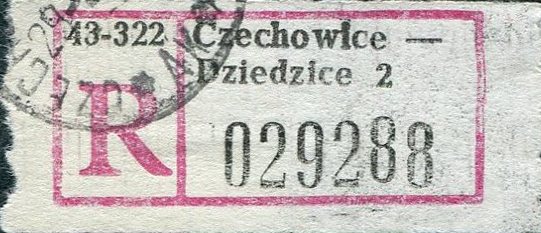 43-322 Czechowice —
Dziedzice 2
R
029288